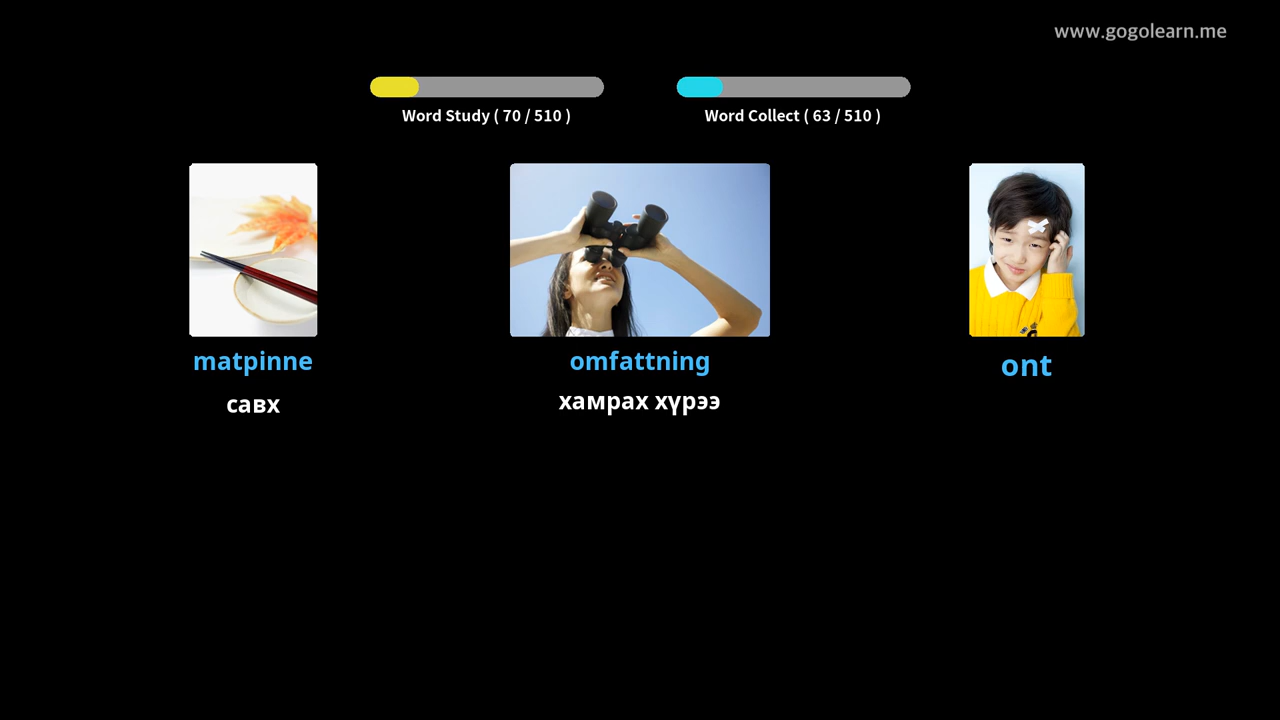 www.gogolearn.me
Word Study ( 70 / 510 )
Word Collect ( 63 / 510 )
matpinne
савх
omfattning
хамрах хүрээ
ont